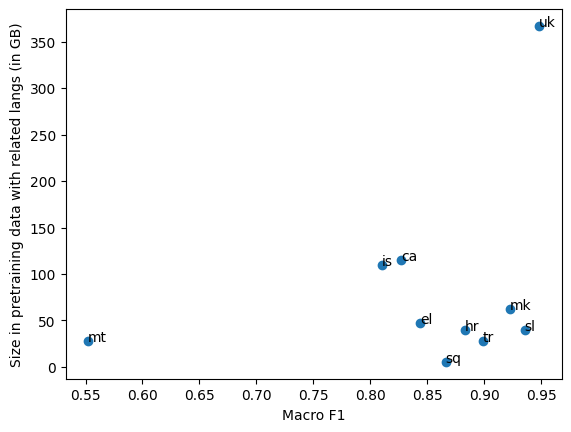 uk
350
300
250
200
150
100
50
0
Size in pretraining data with related langs (in GB)
is
ca
mk
el
hr
sl
mt
tr
sq
0.55 0.60 0.65 0.70 0.75 0.80 0.85 0.90 0.95
Macro F1